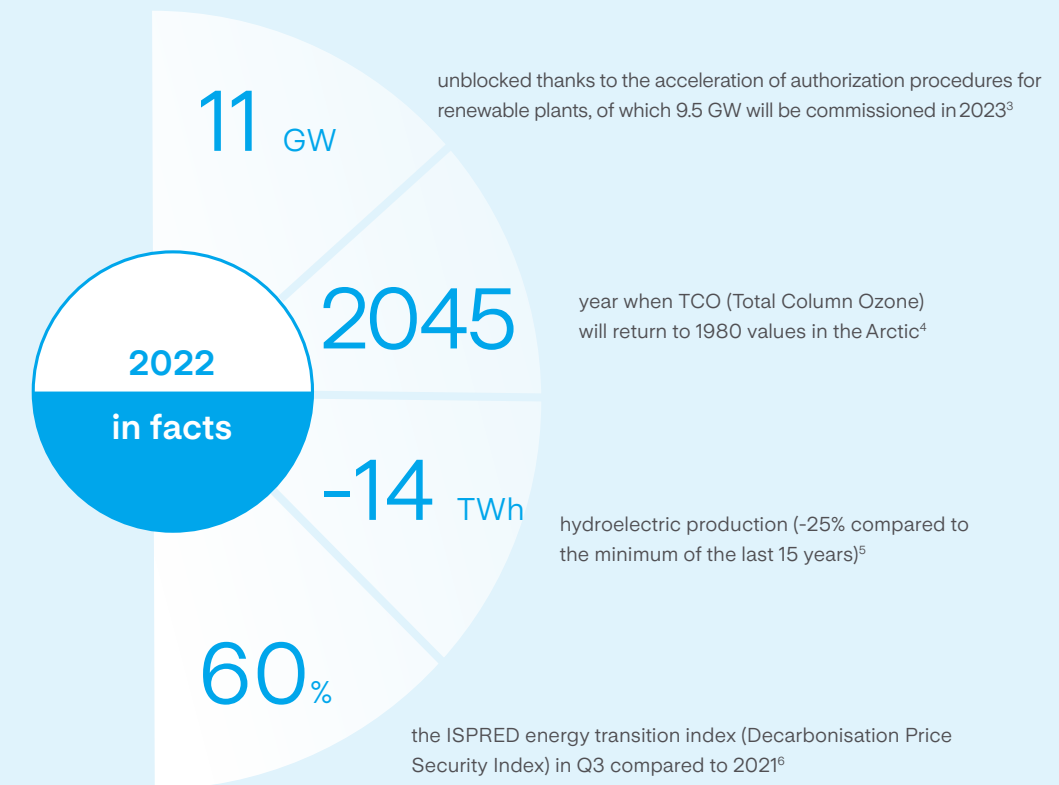 11 GW
unblocked thanks to the acceleration of authorization procedures for
renewable plants, of which 9.5 GW will be commissioned in 2023³
2045
year when TCO (Total Column Ozone)
will return to 1980 values in the Arctic⁴
2022
in facts
-14 TWh
hydroelectric production (-25% compared to
the minimum of the last 15 years)⁵
60%
the ISPRED energy transition index (Decarbonisation Price
Security Index) in Q3 compared to 2021⁶